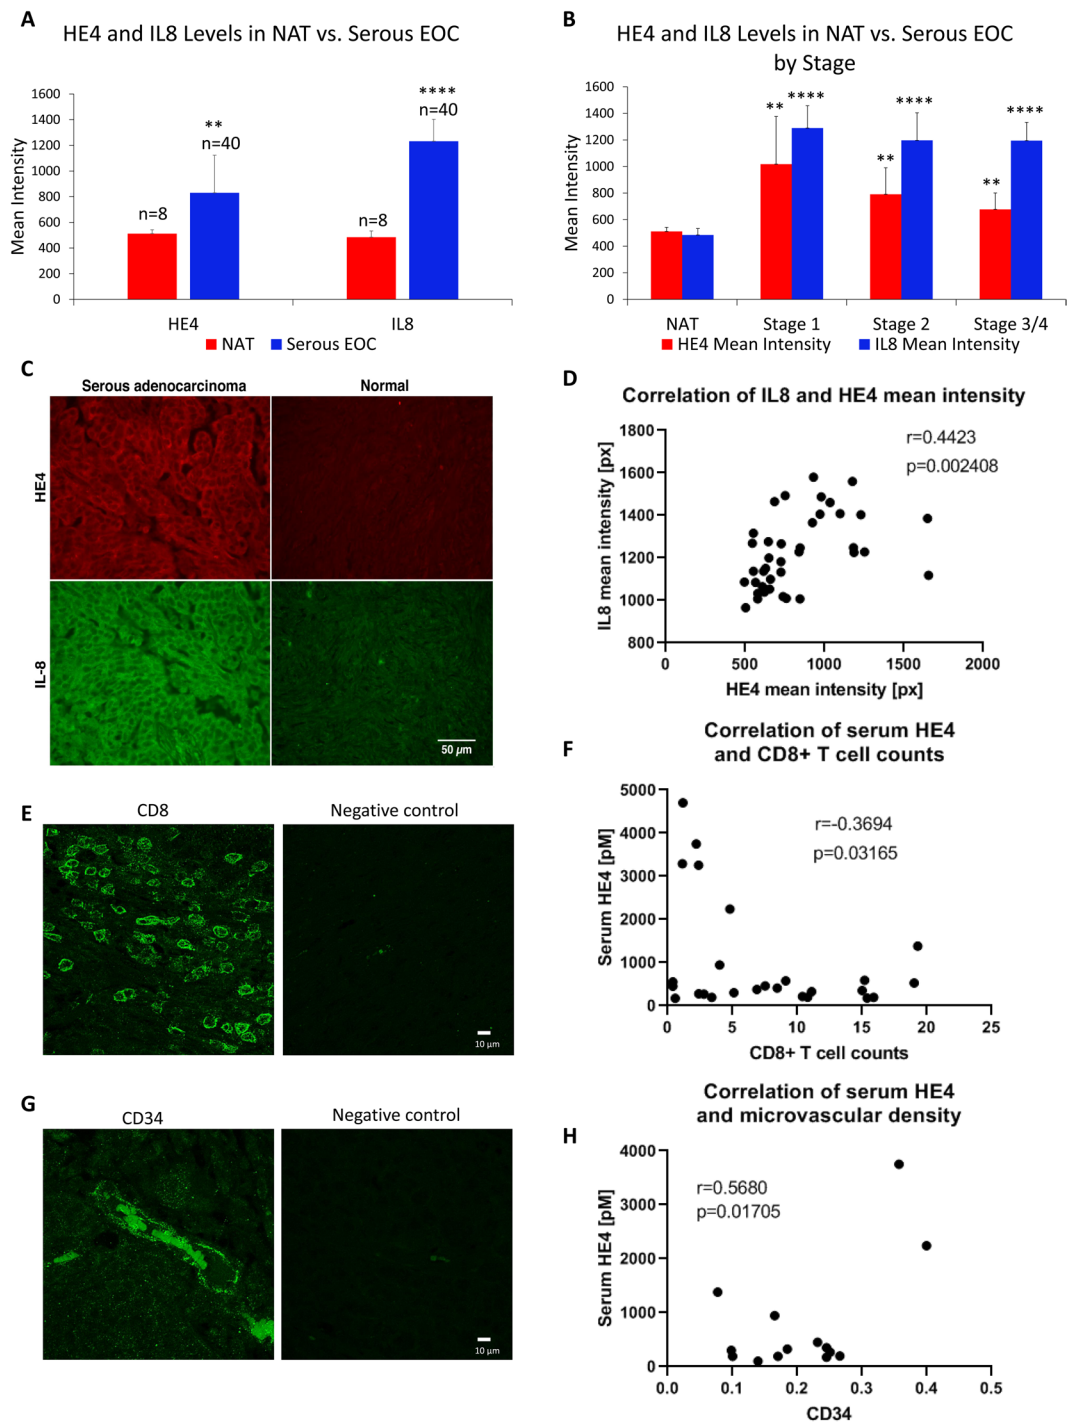 A
HE4 and IL8 Levels in NAT vs. Serous EOC
Mean Intensity
1600
1400
1200
1000
800
600
400
200
0
n=8
**
n=40
n=8
****
n=40
HE4
IL8
NAT
Serous EOC
B
HE4 and IL8 Levels in NAT vs. Serous EOC
by Stage
Mean Intensity
1600
1400
1200
1000
800
600
400
200
0
**
****
**
****
**
****
NAT
Stage 1
Stage 2
Stage 3/4
HE4 Mean Intensity
IL8 Mean Intensity
C
Serous adenocarcinoma
Normal
HE4
IL-8
50 µm
D
Correlation of IL8 and HE4 mean intensity
r=0.4423
p=0.002408
IL8 mean intensity [px]
1800
1600
1400
1200
1000
800
0
500
1000
1500
2000
HE4 mean intensity [px]
E
CD8
Negative control
10 µm
10 µm
F
Correlation of serum HE4
and CD8+ T cell counts
r=-0.3694
p=0.03165
Serum HE4 [pM]
5000
4000
3000
2000
1000
0
0
5
10
15
20
25
CD8+ T cell counts
G
CD34
Negative control
10 µm
10 µm
H
Correlation of serum HE4
and microvascular density
r=0.5680
p=0.01705
Serum HE4 [pM]
4000
3000
2000
1000
0
0.0
0.1
0.2
0.3
0.4
0.5
CD34